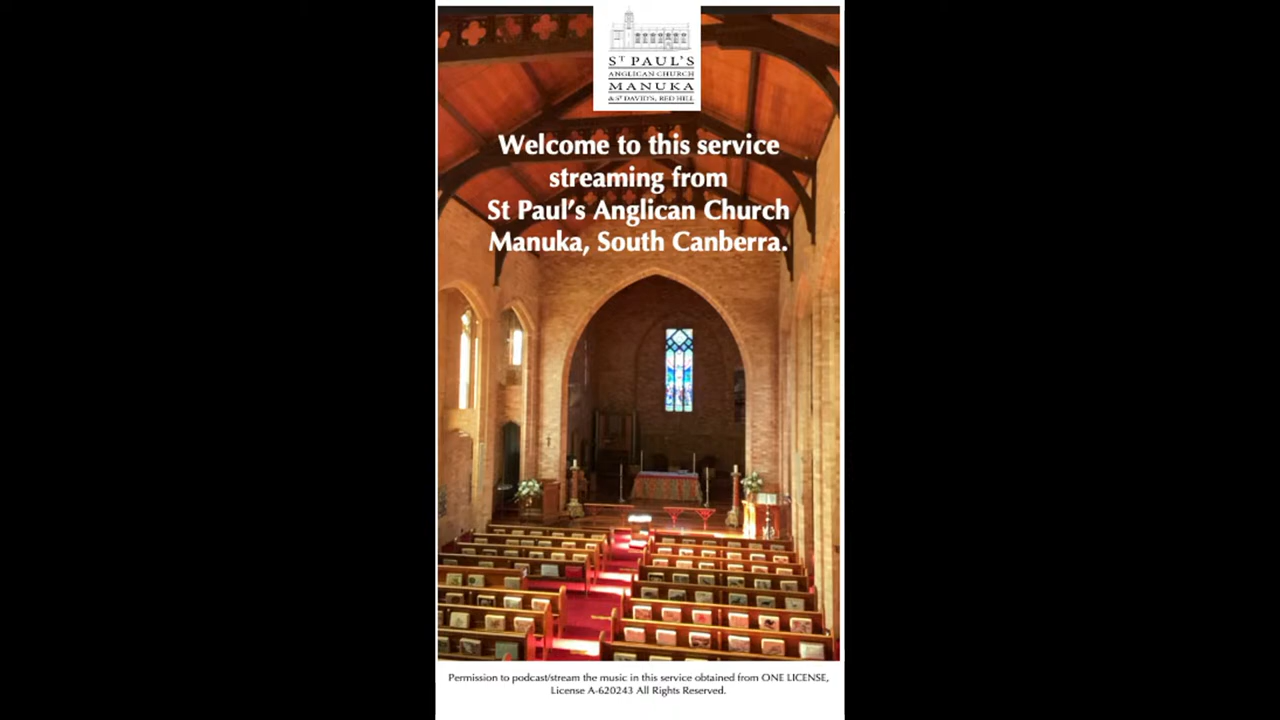 ST PAUL'S
ANGLICAN CHURCH
MANUKA
& ST DAVID'S, RED HILL
Welcome to this service
streaming from
St Paul's Anglican Church
Manuka, South Canberra.
Permission to podcast/stream the music in this service obtained from ONE LICENSE,
License A-620243 All Rights Reserved.